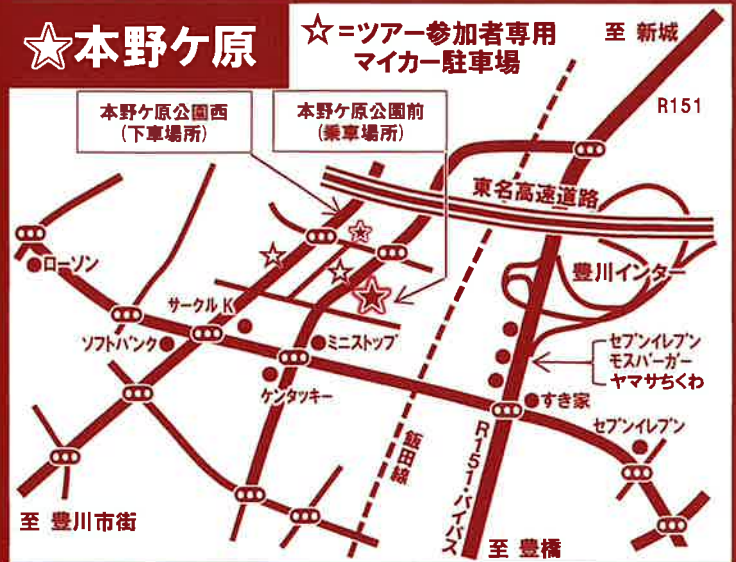 ☆本野ケ原
☆=ツアー参加者専用
マイカー駐車場
至 新城
R151
本野ケ原公園西
(下車場所)
本野ケ原公園前
(乗車場所)
東名高速道路
ローソン
豊川インター
サークルK
ソフトバンク
ミニストップ
セブンイレブン
モスバーガー
ヤマサちくわ
ケンタッキー
すき家
セブンイレブン
飯田線
R151・バイパス
至 豊川市街
至 豊橋